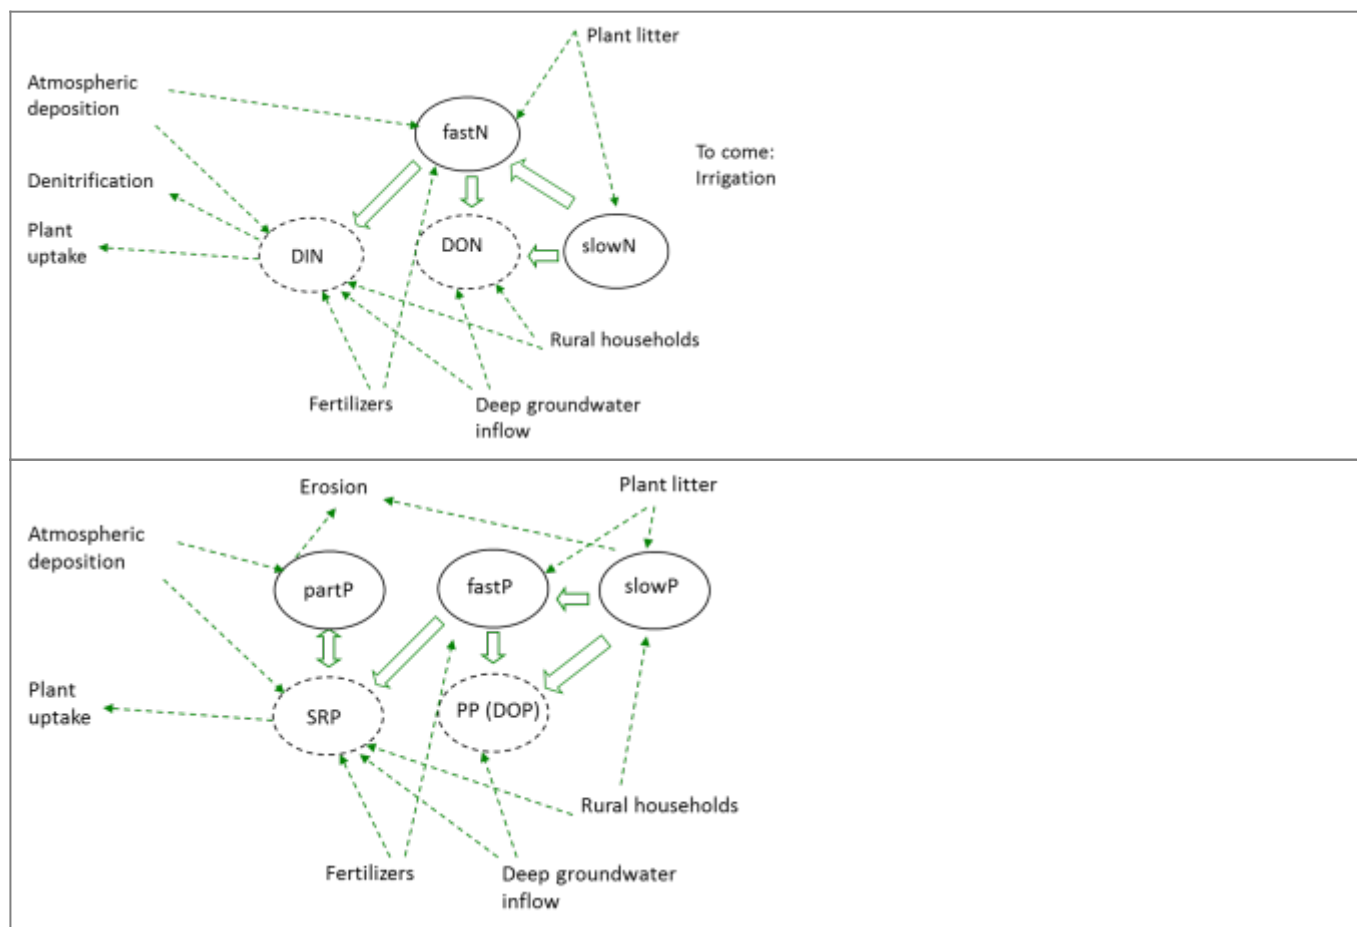 Plant litter
Atmospheric
deposition
fastN
To come:
Irrigation
Denitrification
Plant
uptake
DIN
DON
slowN
Rural households
Fertilizers
Deep groundwater
inflow
Erosion
Plant litter
Atmospheric
deposition
partP
fastP
slowP
Plant
uptake
SRP
PP (DOP)
Rural households
Fertilizers
Deep groundwater
inflow